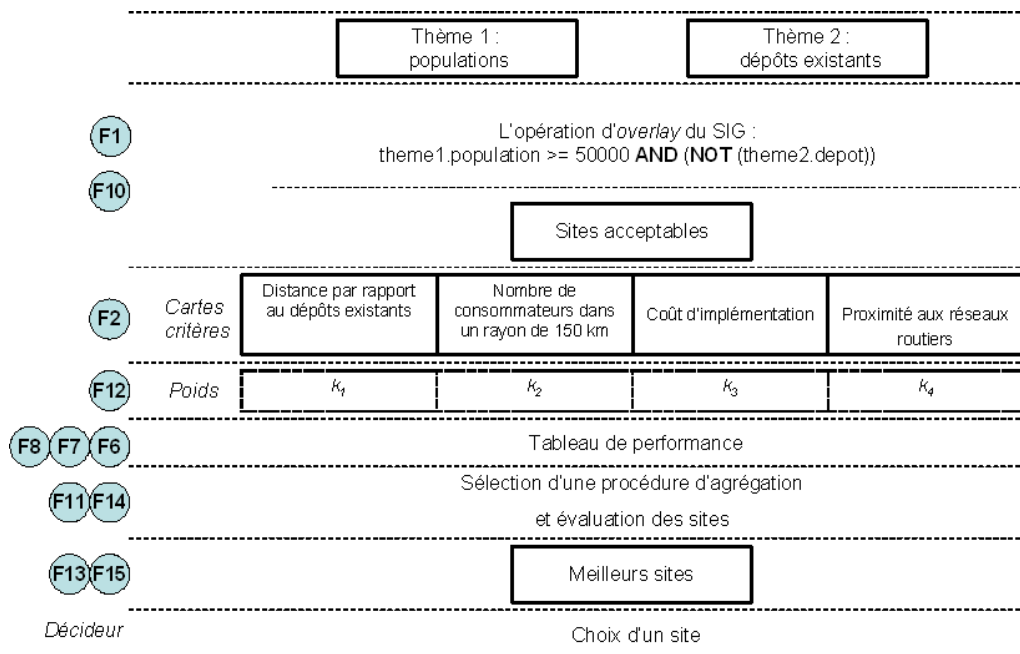 Thème 1 :
populations
Thème 2 :
dépôts existants
F1
L'opération d'overlay du SIG :
theme1.population >= 50000 AND (NOT (theme2.depot))
F10
Sites acceptables
F2
Cartes
critères
Distance par rapport
au dépôts existants
Nombre de
consommateurs dans
un rayon de 150 km
Coût d'implémentation
Proximité aux réseaux
routiers
F12
Poids
k1
k2
k3
k4
F8 F7 F6
Tableau de performance
F11 F14
Sélection d'une procédure d'agrégation
et évaluation des sites
F13 F15
Meilleurs sites
Décideur
Choix d'un site